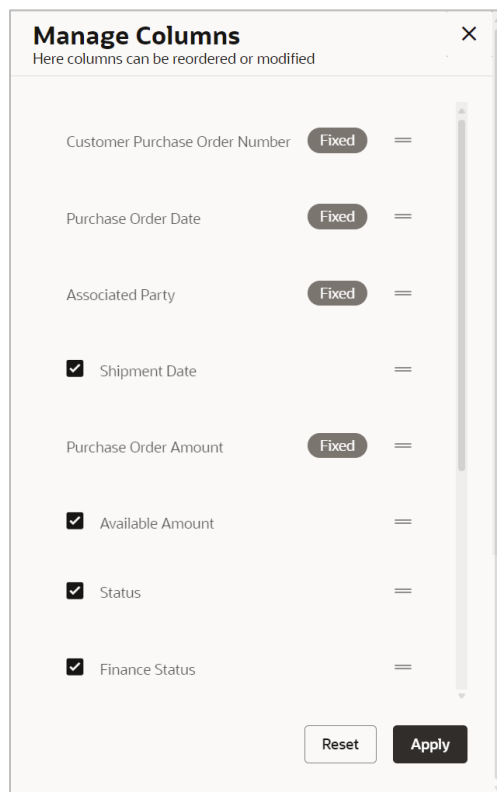 Manage Columns
Here columns can be reordered or modified
Customer Purchase Order Number Fixed
Purchase Order Date Fixed
Associated Party Fixed
Shipment Date
Purchase Order Amount Fixed
Available Amount
Status
Finance Status
Reset Apply